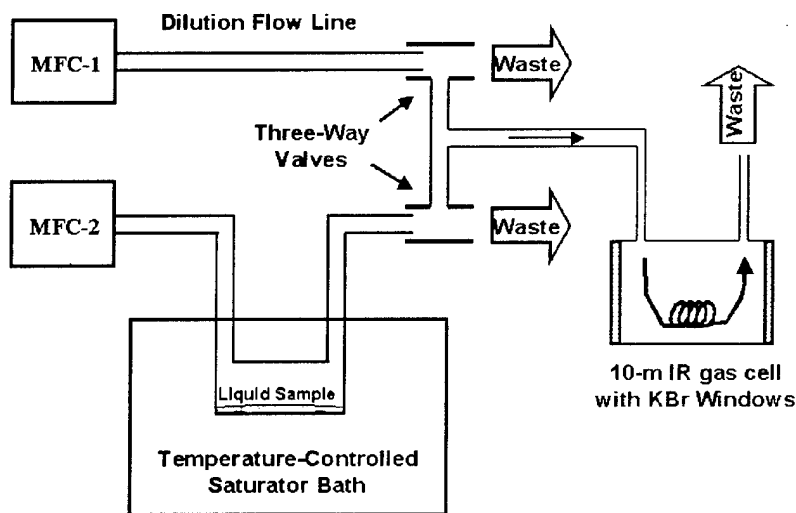 Dilution Flow Line
MFC-1
Waste
Waste
Three-Way
Valves
MFC-2
Waste
Liquid Sample
Temperature-Controlled
Saturator Bath
10-m IR gas cell
with KBr Windows